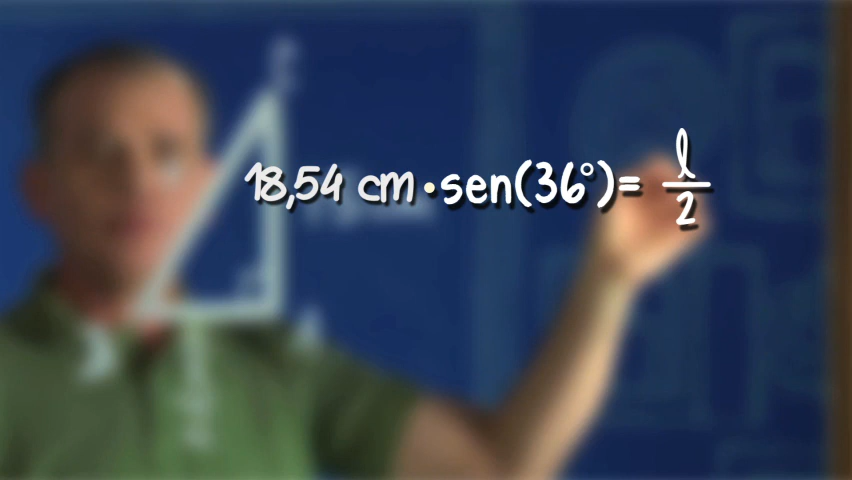 18,54 cm · sen(36°) = l/2